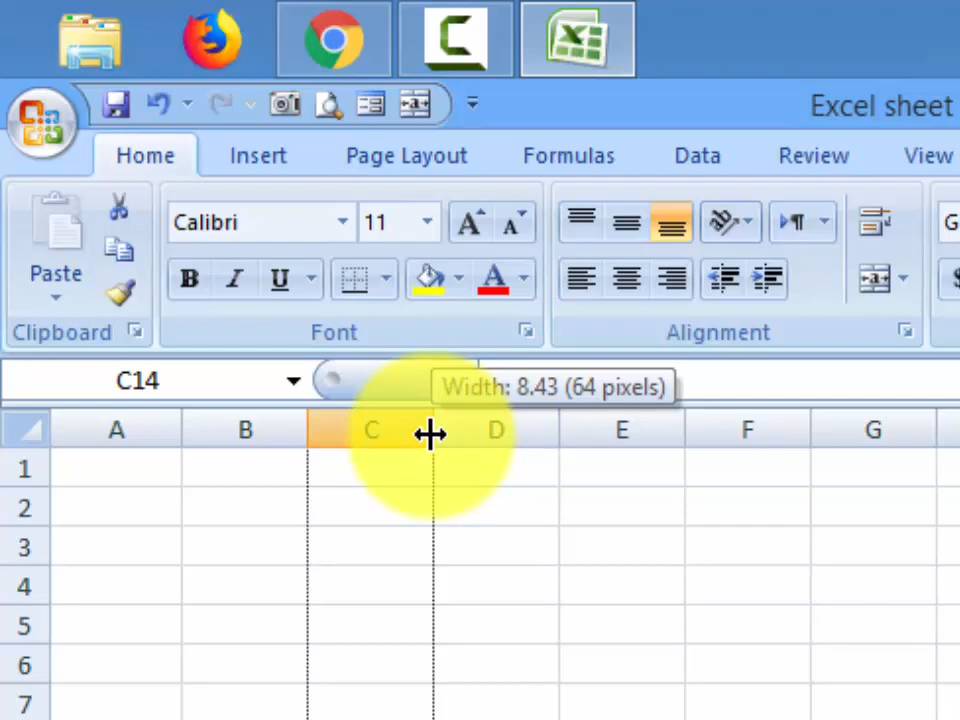 Excel sheet
Home Insert Page Layout Formulas Data Review View
Calibri 11 G
Paste B I U A $
Clipboard Font Alignment
C14 Width: 8.43 (64 pixels)
A B C D E F G
1
2
3
4
5
6
7